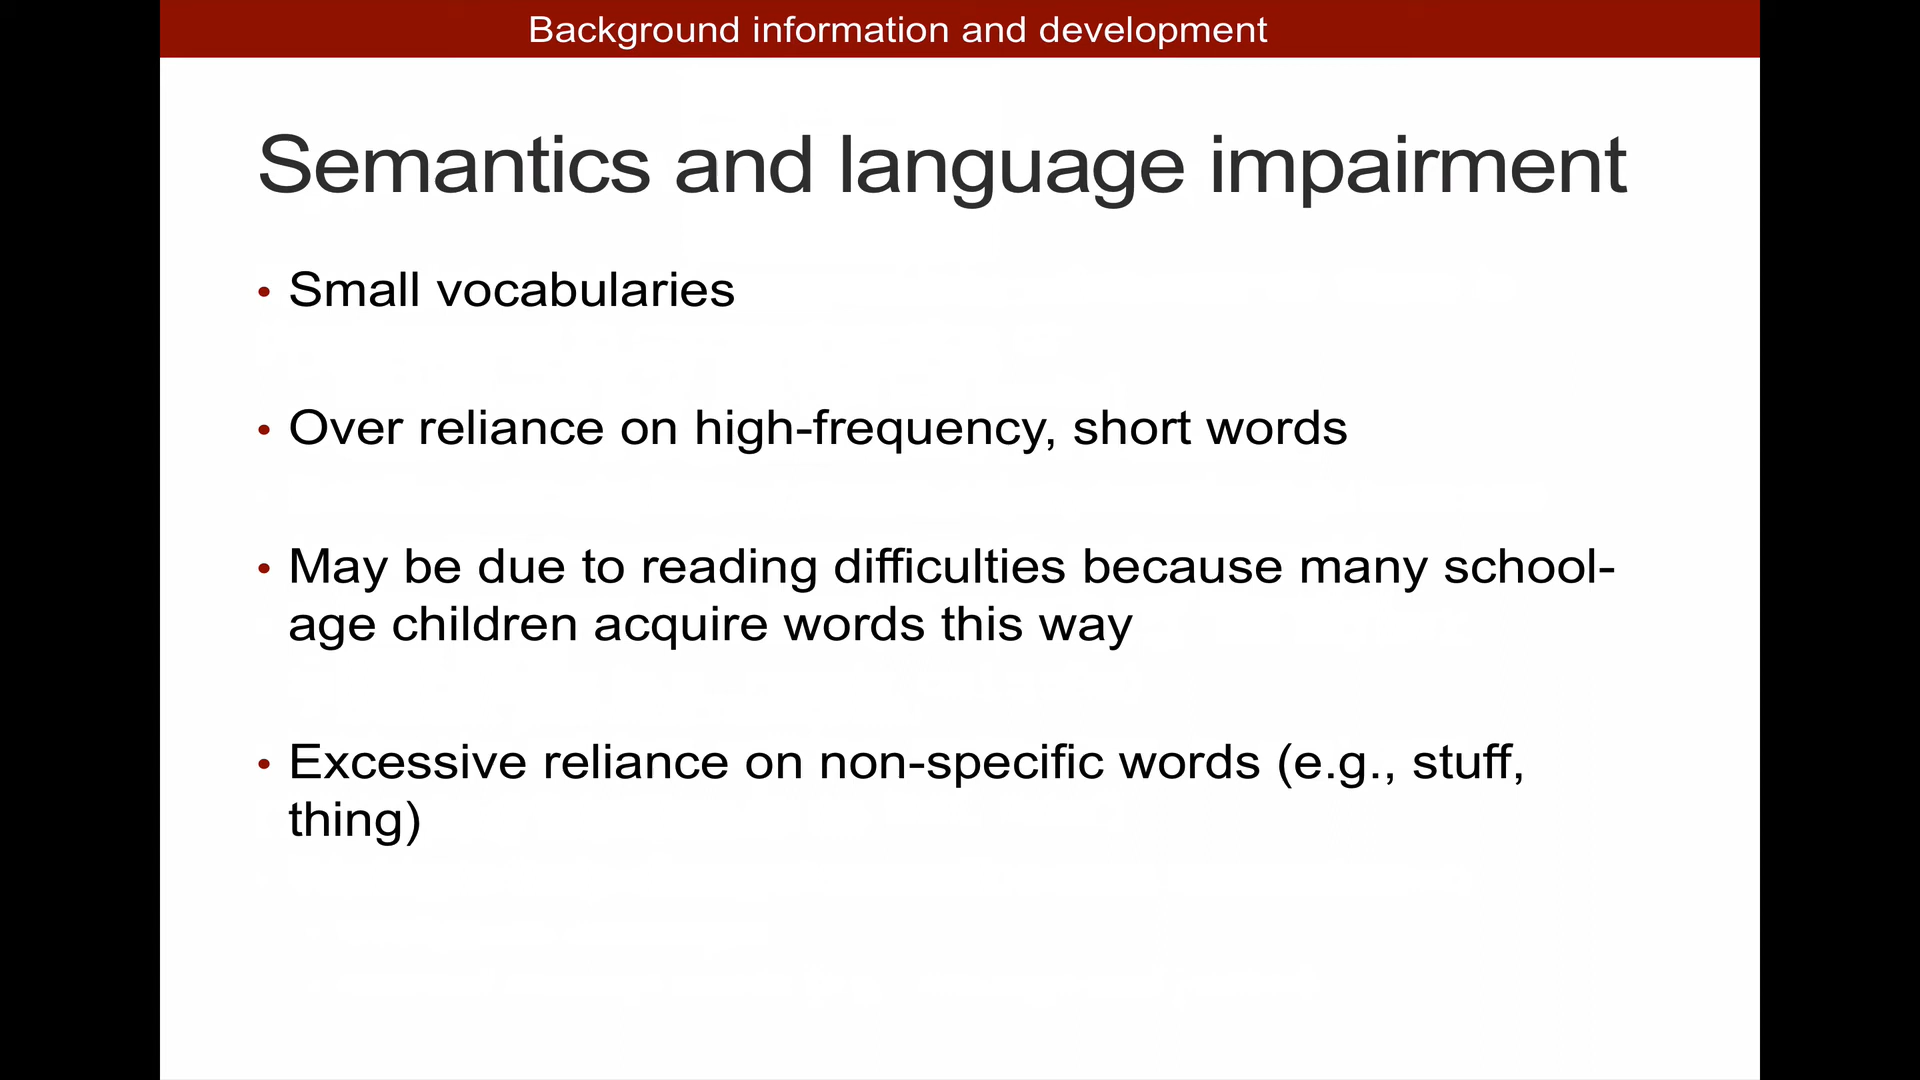 Background information and development
Semantics and language impairment
• Small vocabularies
• Over reliance on high-frequency, short words
• May be due to reading difficulties because many school-
age children acquire words this way
• Excessive reliance on non-specific words (e.g., stuff,
thing)